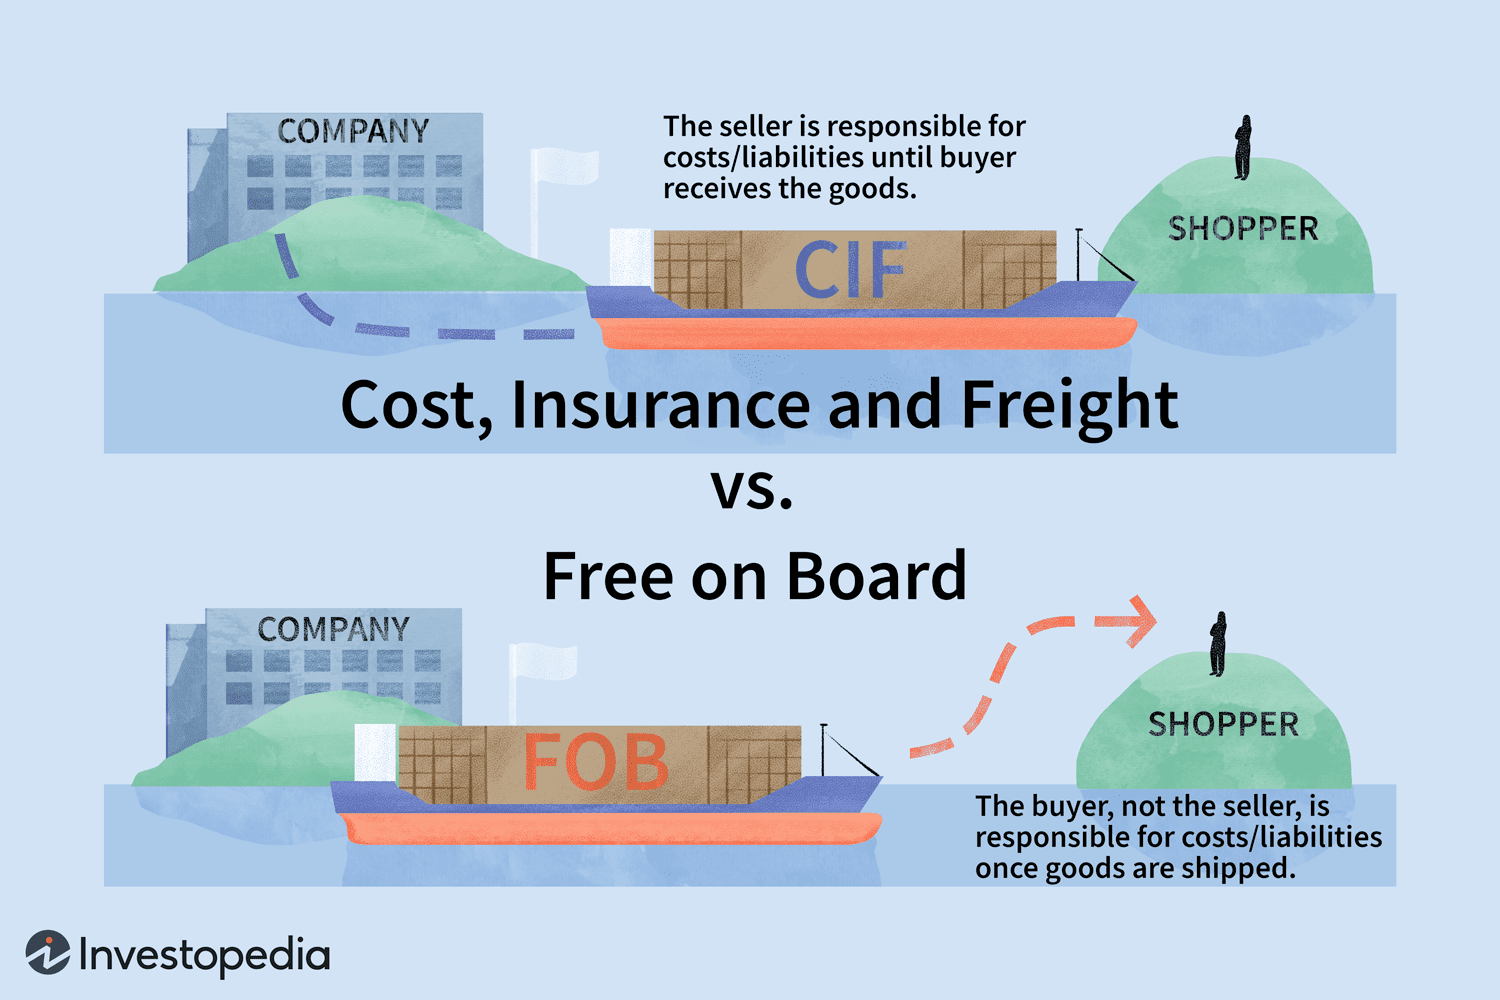 COMPANY
The seller is responsible for
costs/liabilities until buyer
receives the goods.
SHOPPER
CIF
Cost, Insurance and Freight
vs.
Free on Board
COMPANY
FOB
SHOPPER
The buyer, not the seller, is
responsible for costs/liabilities
once goods are shipped.
Investopedia